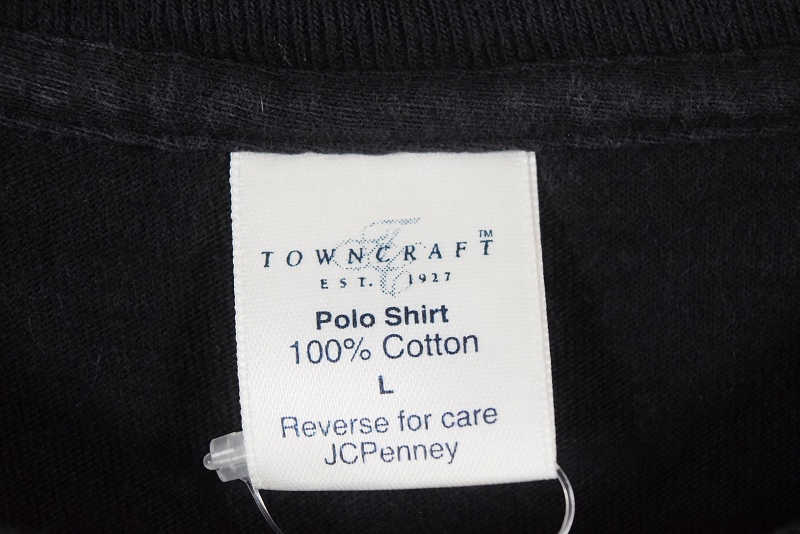 TOWNCRAFT™
EST. 1927
Polo Shirt
100% Cotton
L
Reverse for care
JCPenney